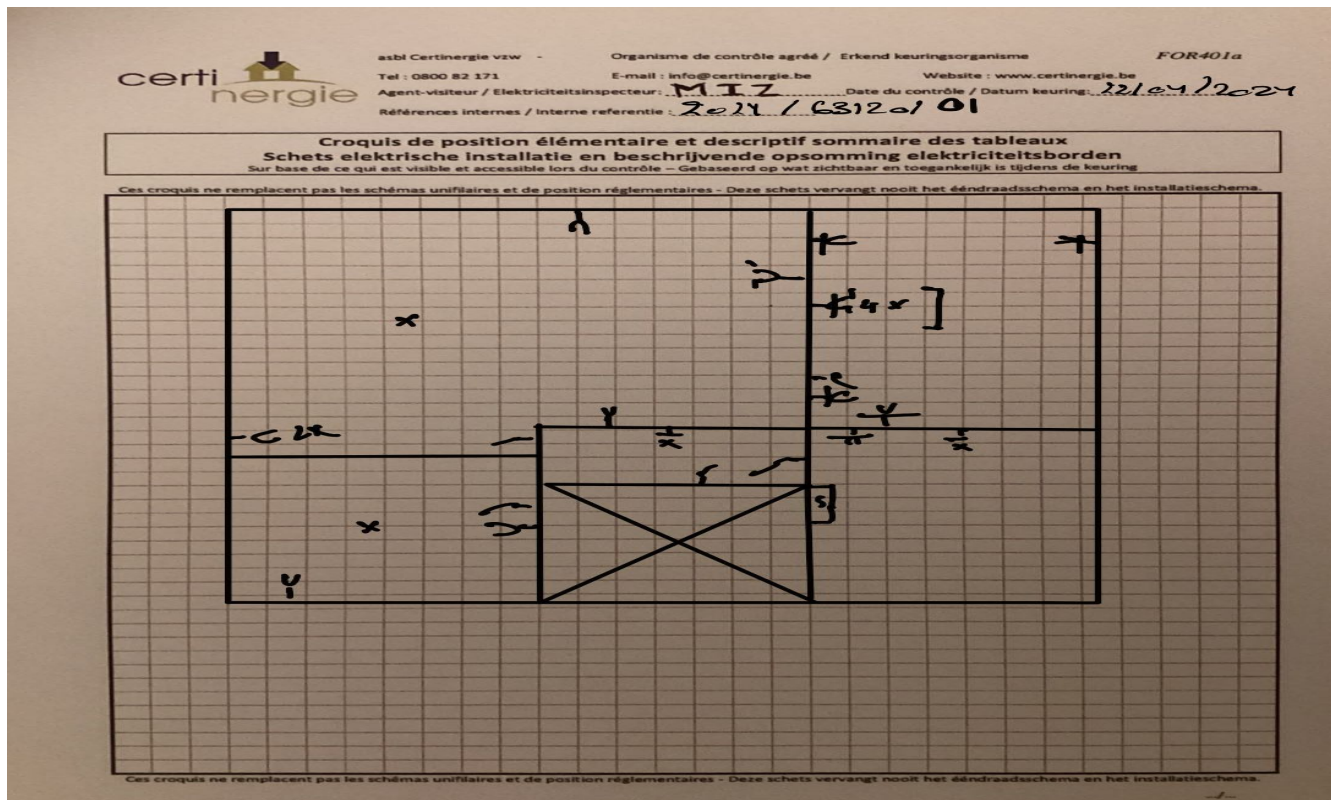 certi
nergie
asbl Certinergie vzw - Organisme de contrôle agréé / Erkend keuringsorganisme FOR401a
Tel : 0800 82 171 E-mail : info@certinergie.be Website : www.certinergie.be
Agent-visiteur / Elektriciteitsinspecteur: MIZ Date du contrôle / Datum keuring: 22/04/2024
Références internes / Interne referentie : 2024 / 63120/ 01
Croquis de position élémentaire et descriptif sommaire des tableaux
Schets elektrische installatie en beschrijvende opsomming elektriciteitsborden
Sur base de ce qui est visible et accessible lors du contrôle – Gebaseerd op wat zichtbaar en toegankelijk is tijdens de keuring
Ces croquis ne remplacent pas les schémas unifilaires et de position réglementaires - Deze schets vervangt nooit het ééndraadsschema en het installatieschema.
4x
2x
S
Ces croquis ne remplacent pas les schémas unifilaires et de position réglementaires - Deze schets vervangt nooit het ééndraadsschema en het installatieschema.